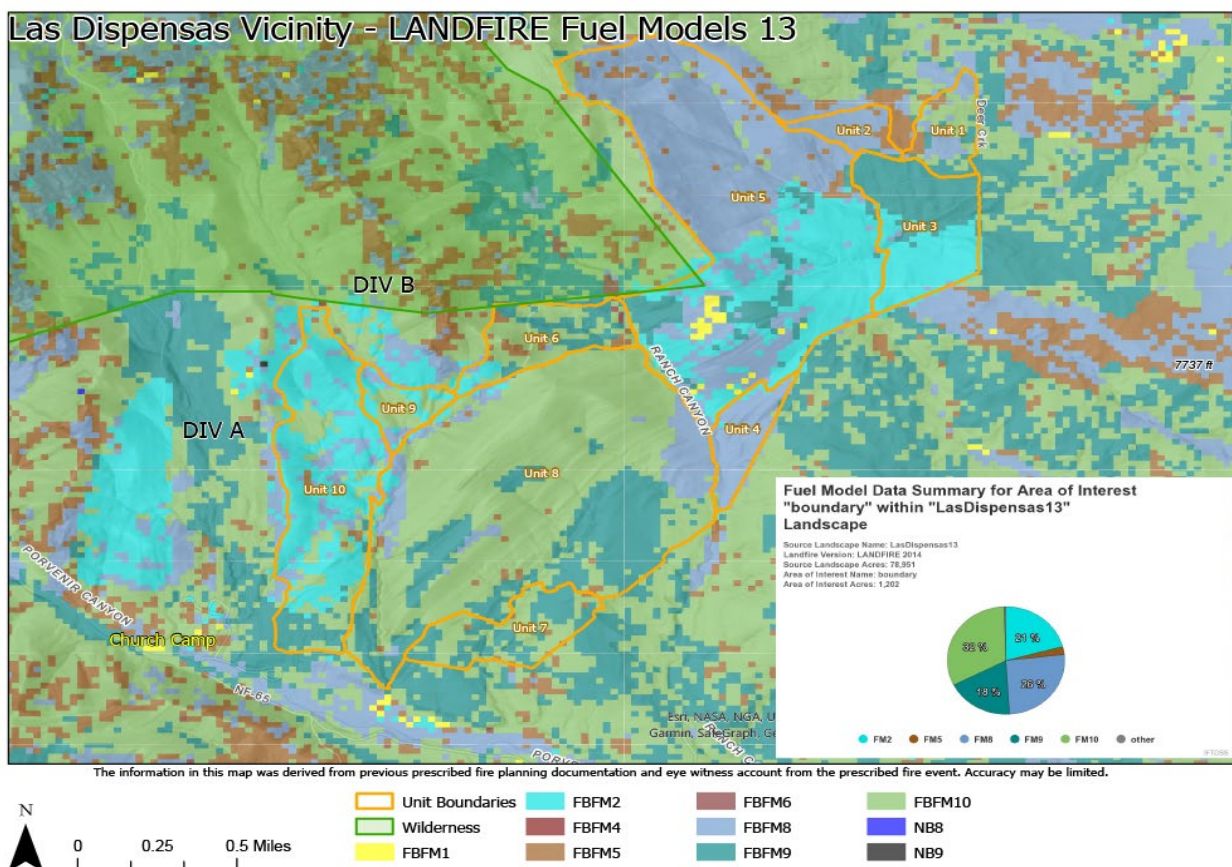 Las Dispensas Vicinity - LANDFIRE Fuel Models 13
Unit 2
Unit 1
Deer Crk
Unit 5
Unit 3
DIV B
Unit 6
RANCH CANYON
7737 ft
Unit 9
DIV A
Unit 4
Unit 8
Unit 10
PORVENIR CANYON
Church Camp
Unit 7
NF-65
Esri, NASA, NGA, U
Garmin, SafeGraph, Ge
Fuel Model Data Summary for Area of Interest
"boundary" within "LasDispensas13"
Landscape
Source Landscape Name: LasDispensas13
Landfire Version: LANDFIRE 2014
Source Landscape Acres: 78,951
Area of Interest Name: boundary
Area of Interest Acres: 1,202
32 %
21 %
18 %
26 %
FM2 FM5 FM8 FM9 FM10 other
IFTDSS
The information in this map was derived from previous prescribed fire planning documentation and eye witness account from the prescribed fire event. Accuracy may be limited.
N
0 0.25 0.5 Miles
Unit Boundaries FBFM2 FBFM6 FBFM10
Wilderness FBFM4 FBFM8 NB8
FBFM1 FBFM5 FBFM9 NB9